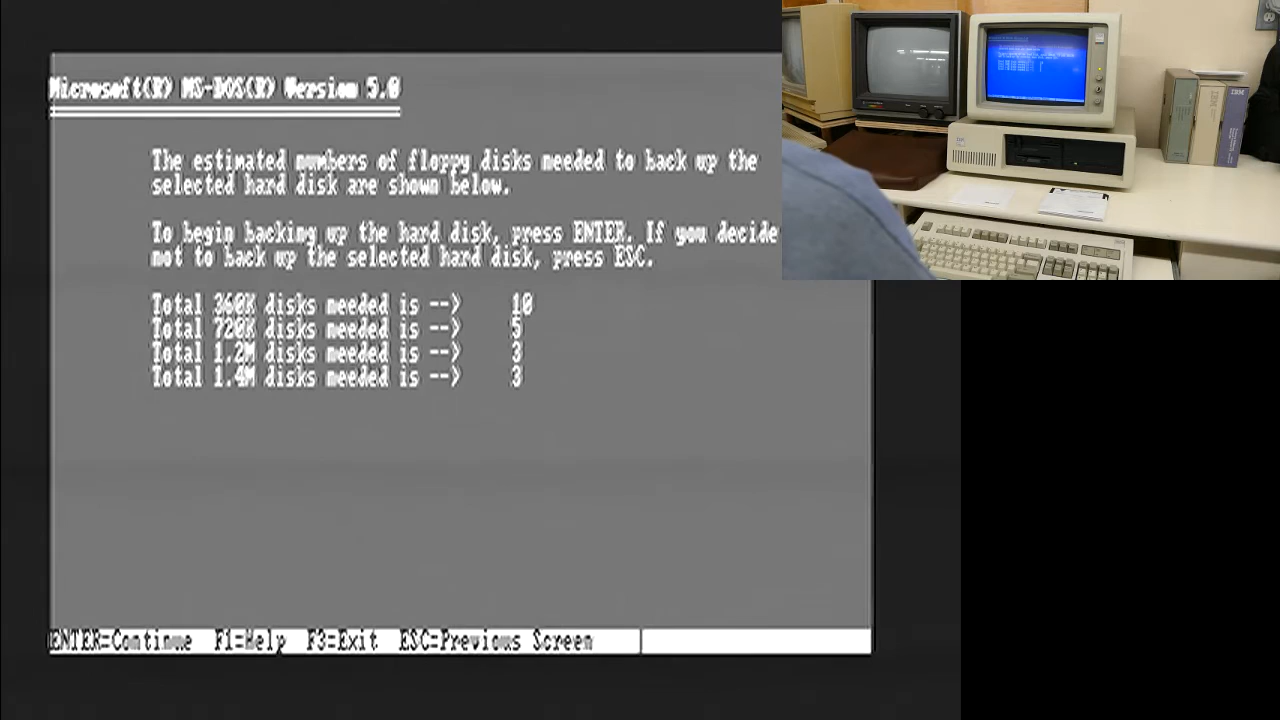 Microsoft(R) MS-DOS(R) Version 5.0
The estimated numbers of floppy disks needed to back up the
selected hard disk are shown below.
To begin backing up the hard disk, press ENTER. If you decide
not to back up the selected hard disk, press ESC.
Total 360K disks needed is --> 10
Total 720K disks needed is --> 5
Total 1.2M disks needed is --> 3
Total 1.4M disks needed is --> 3
ENTER=Continue F1=Help F3=Exit ESC=Previous Screen
IBM
IBM